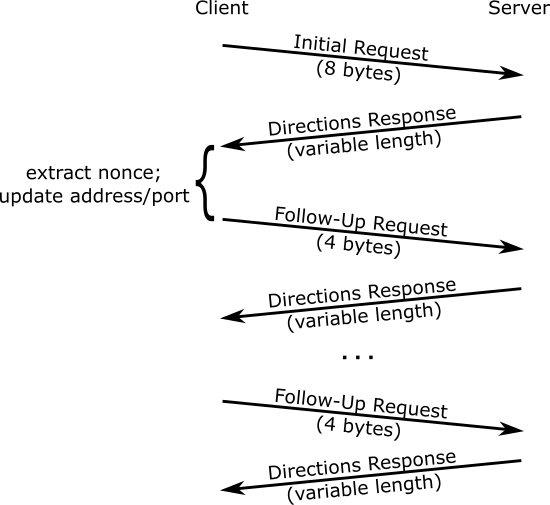 Client
Server
Initial Request
(8 bytes)
Directions Response
(variable length)
extract nonce;
update address/port
Follow-Up Request
(4 bytes)
Directions Response
(variable length)
...
Follow-Up Request
(4 bytes)
Directions Response
(variable length)